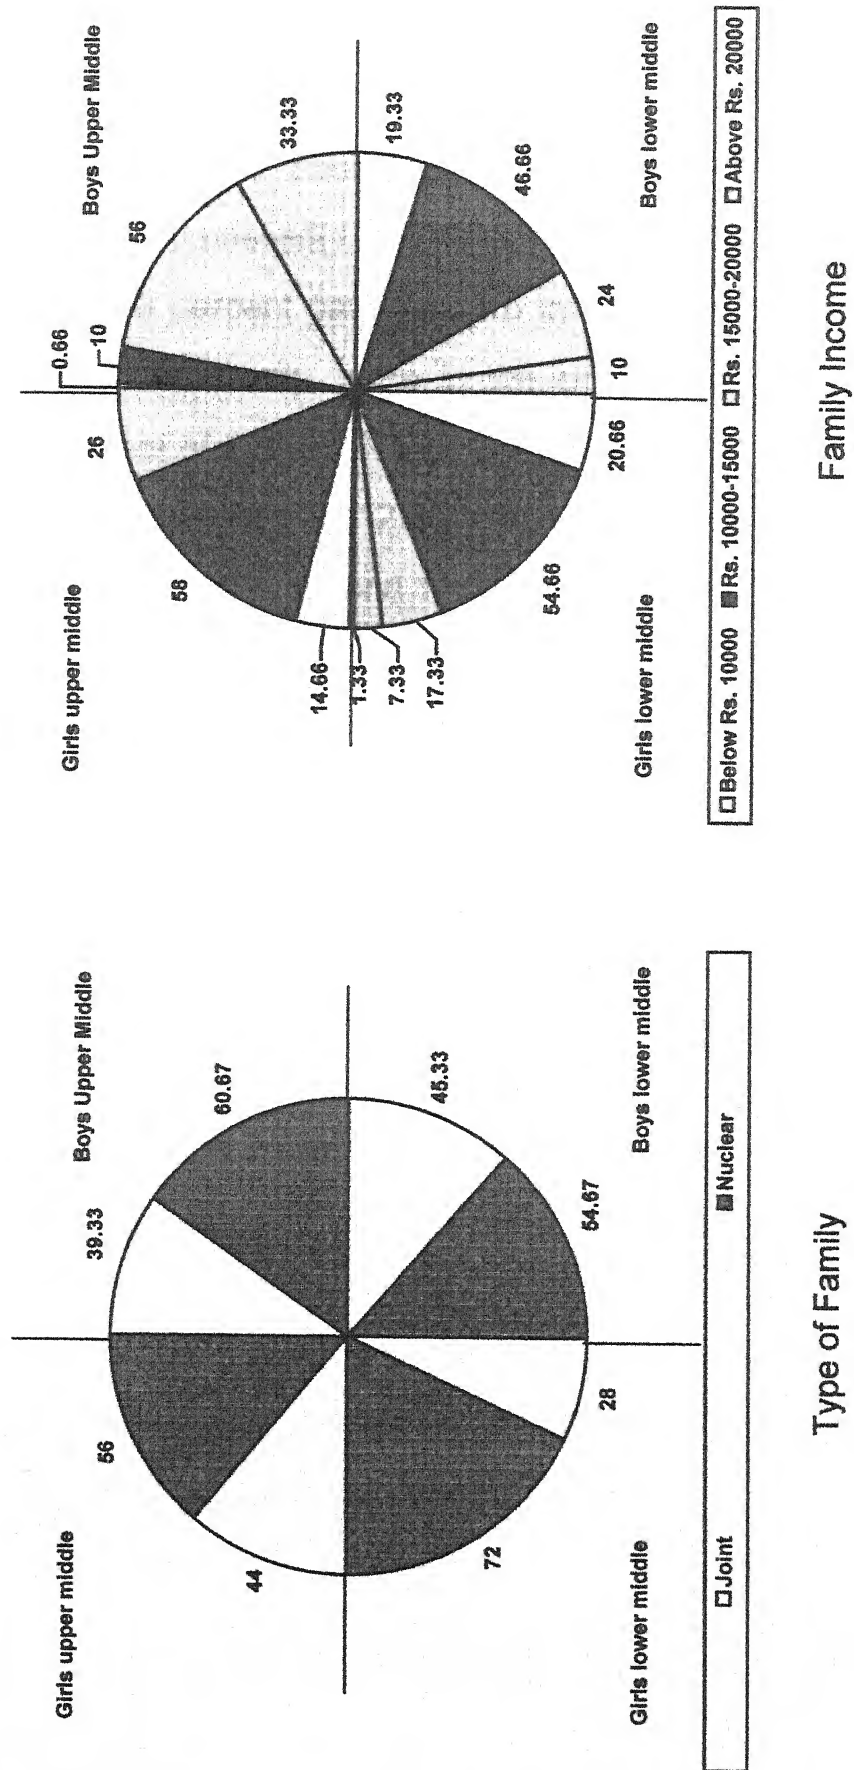 Girls upper middle
Boys Upper Middle
56
39.33
60.67
44
45.33
72
28
54.67
Girls lower middle
Boys lower middle
Joint
Nuclear
Type of Family
Girls upper middle
Boys Upper Middle
26
0.66
10
56
58
33.33
14.66
1.33
7.33
17.33
19.33
46.66
54.66
20.66
10
24
Girls lower middle
Boys lower middle
Below Rs. 10000 Rs. 10000-15000 Rs. 15000-20000 Above Rs. 20000
Family Income